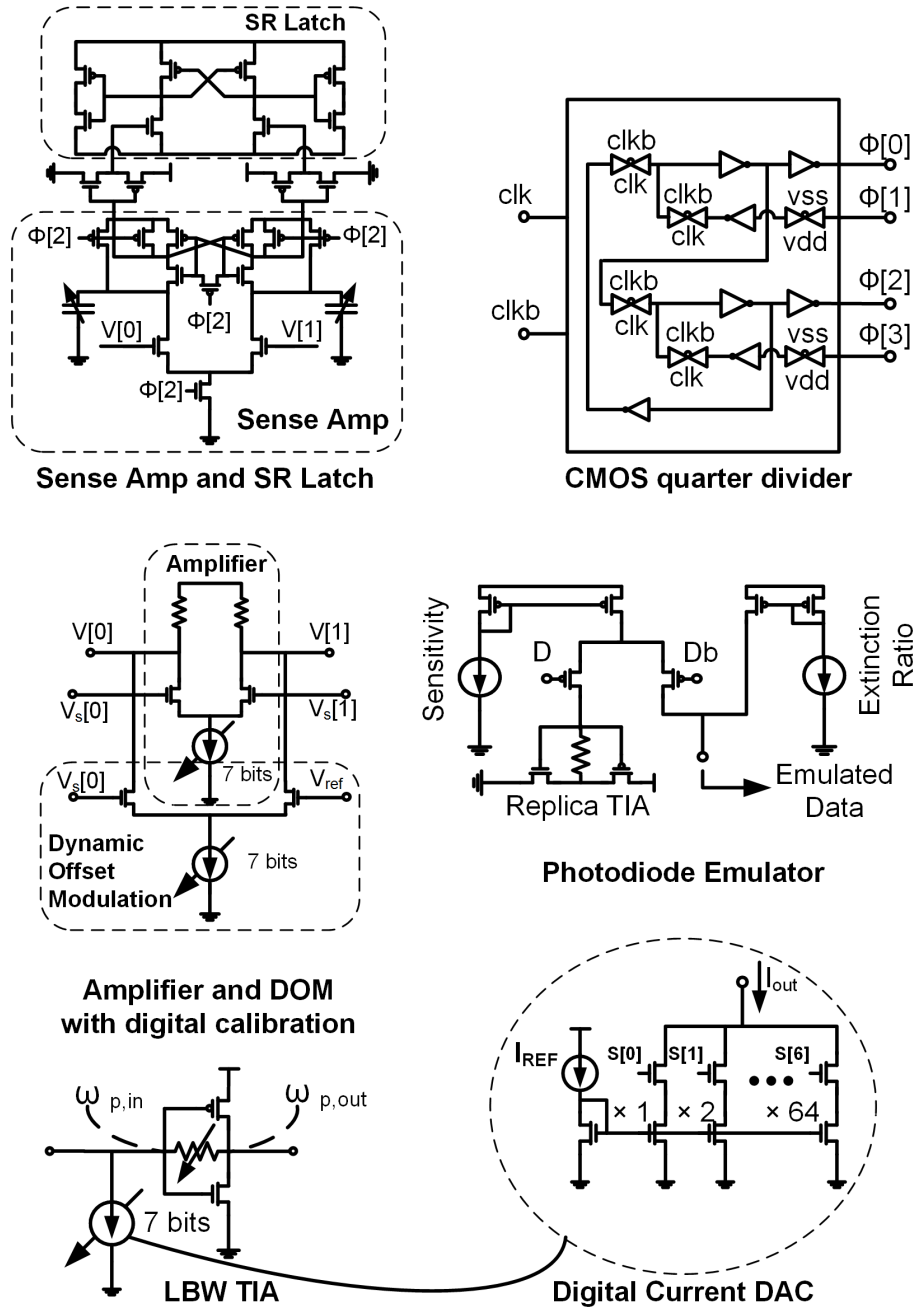 SR Latch
Φ[2]
Φ[2]
Φ[2]
V[0]
V[1]
Φ[2]
Sense Amp
Sense Amp and SR Latch
clk
clkb
clkb
clk
clkb
clk
vss
vdd
clkb
clk
clkb
clk
vss
vdd
Φ[0]
Φ[1]
Φ[2]
Φ[3]
CMOS quarter divider
Amplifier
V[0]
V[1]
Vs[0]
Vs[1]
7 bits
Vs[0]
Vref
Dynamic
Offset
Modulation
7 bits
Amplifier and DOM
with digital calibration
Sensitivity
D
Db
Extinction
Ratio
Replica TIA
Emulated
Data
Photodiode Emulator
ω p,in
ω p,out
7 bits
LBW TIA
Iout
IREF
S[0]
S[1]
S[6]
× 1
× 2
× 64
Digital Current DAC